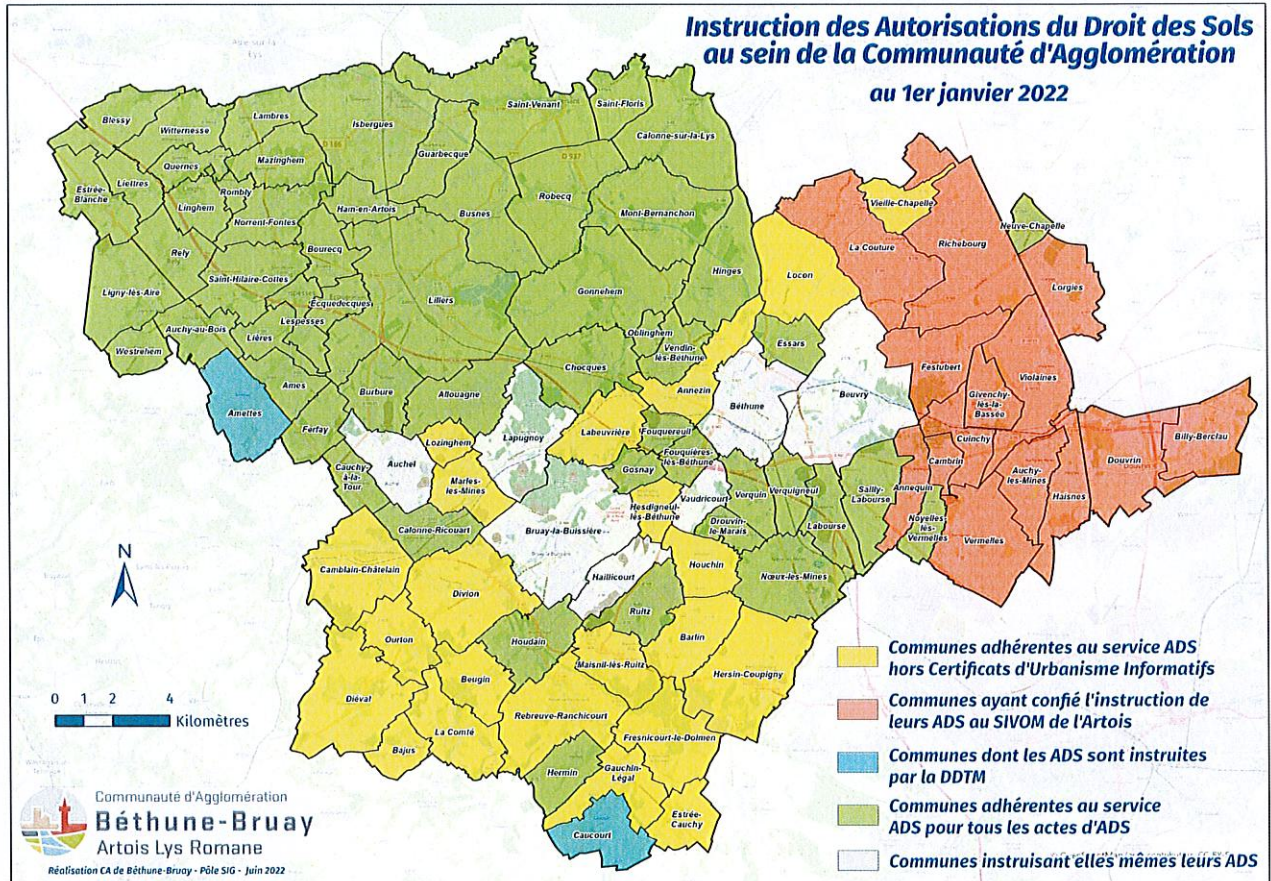 Instruction des Autorisations du Droit des Sols
au sein de la Communauté d'Agglomération
au 1er janvier 2022
Blessy
Witternesse
Lambres
Isbergues
Saint-Venant
Saint-Floris
Calonne-sur-la-Lys
Guarbecque
Quernes
Mazinghem
D 186
D 937
Estrée-
Blanche
Liettres
Linghem
Rombly
Norrent-Fontes
Ham-en-Artois
Busnes
Robecq
Mont-Bernanchon
Vieille-Chapelle
Neuve-Chapelle
La Couture
Richebourg
Rely
Bourecq
Hinges
Locon
Lorgies
Ligny-lès-Aire
Saint-Hilaire-Cottes
Ecquedecques
Lillers
Gonnehem
Auchy-au-Bois
Lières
Lespesses
Westrehem
Oblinghem
Vendin-
lès-Béthune
Essars
Chocques
Festubert
Violaines
Amettes
Ames
Burbure
Allouagne
Annezin
Béthune
Beuvry
Givenchy-
lès-la-
Bassée
Ferfay
Lozinghem
Lapugnoy
Labeuvrière
Fouquereuil
Cuinchy
Douvrin
Billy-Berclau
Auchel
Fouquières-
lès-Béthune
Cambrin
Cauchy-
à-la-
Tour
Marles-
les-Mines
Gosnay
Auchy-
les-Mines
Haisnes
Hesdigneul-
lès-Béthune
Vaudricourt
Verquin
Verquigneul
Sailly-
Labourse
Annequin
Calonne-Ricouart
Bruay-la-Buissière
Drouvin-
le-Marais
Labourse
Noyelles-
lès-
Vermelles
Vermelles
N
Camblain-Châtelain
Divion
Haillicourt
Houchin
Nœux-les-Mines
Ruitz
Ourton
Houdain
Barlin
Maisnil-lès-Ruitz
Hersin-Coupigny
Diéval
Beugin
Rebreuve-Ranchicourt
La Comté
Bajus
Fresnicourt-le-Dolmen
Hermin
Gauchin-
Légal
Estrée-
Cauchy
Caucourt
0 1 2 4
Kilomètres
Communes adhérentes au service ADS
hors Certificats d'Urbanisme Informatifs
Communes ayant confié l'instruction de
leurs ADS au SIVOM de l'Artois
Communes dont les ADS sont instruites
par la DDTM
Communes adhérentes au service
ADS pour tous les actes d'ADS
Communes instruisant elles mêmes leurs ADS
Communauté d'Agglomération
Béthune-Bruay
Artois Lys Romane
Réalisation CA de Béthune-Bruay - Pôle SIG - Juin 2022